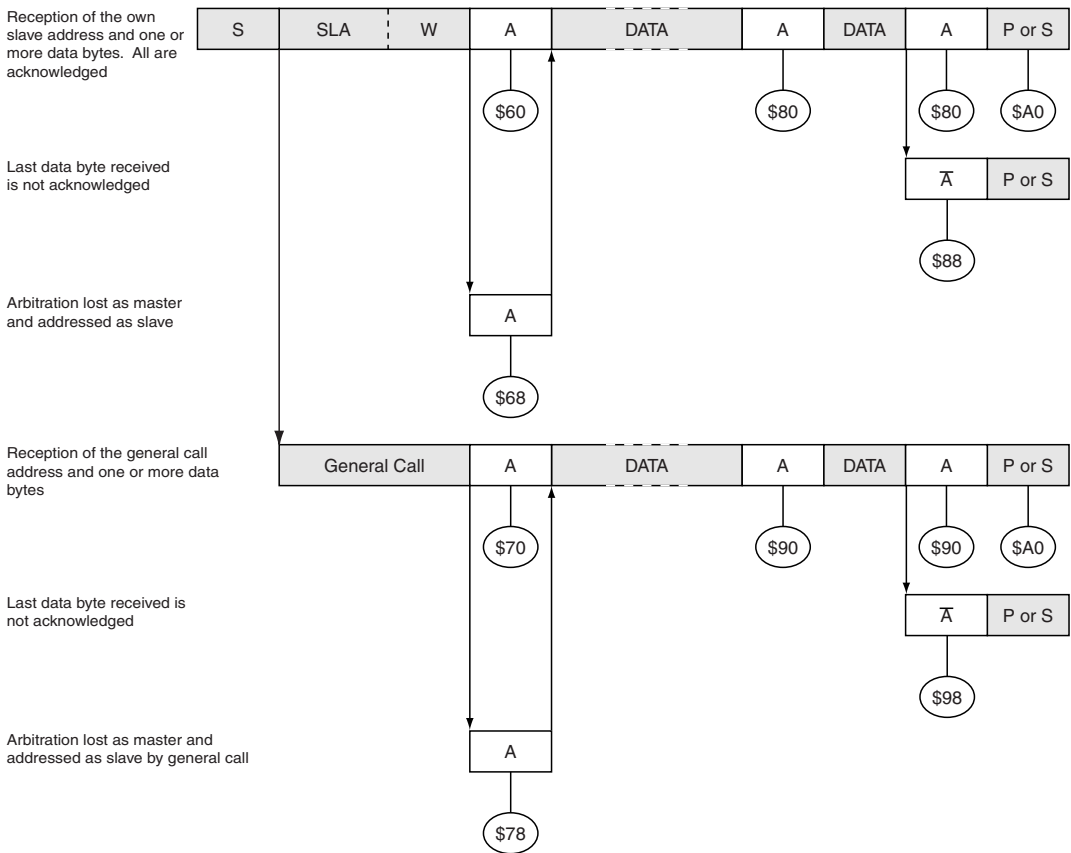 Reception of the own
slave address and one or
more data bytes. All are
acknowledged
S SLA W A DATA A DATA A P or S
$60 $80 $80 $A0
Last data byte received
is not acknowledged
A̅ P or S
$88
Arbitration lost as master
and addressed as slave
A
$68
Reception of the general call
address and one or more data
bytes
General Call A DATA A DATA A P or S
$70 $90 $90 $A0
Last data byte received is
not acknowledged
A̅ P or S
$98
Arbitration lost as master and
addressed as slave by general call
A
$78